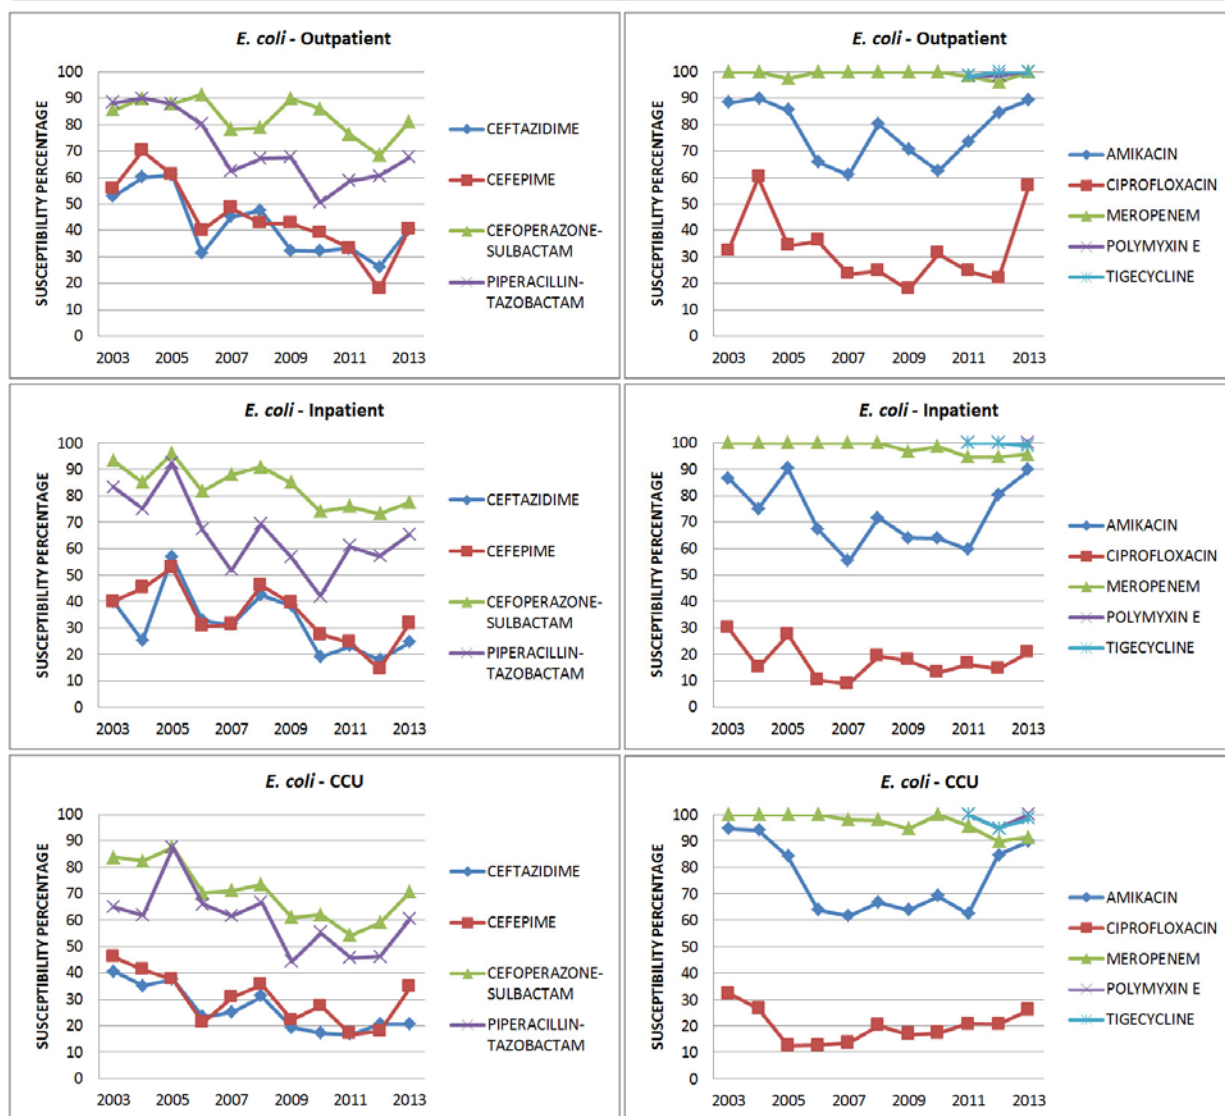 E. coli - Outpatient
SUSCEPTIBILITY PERCENTAGE
100
90
80
70
60
50
40
30
20
10
0
2003 2005 2007 2009 2011 2013
CEFTAZIDIME
CEFEPIME
CEFOPERAZONE-
SULBACTAM
PIPERACILLIN-
TAZOBACTAM
E. coli - Outpatient
SUSCEPTIBILITY PERCENTAGE
100
90
80
70
60
50
40
30
20
10
0
2003 2005 2007 2009 2011 2013
AMIKACIN
CIPROFLOXACIN
MEROPENEM
POLYMYXIN E
TIGECYCLINE
E. coli - Inpatient
SUSCEPTIBILITY PERCENTAGE
100
90
80
70
60
50
40
30
20
10
0
2003 2005 2007 2009 2011 2013
CEFTAZIDIME
CEFEPIME
CEFOPERAZONE-
SULBACTAM
PIPERACILLIN-
TAZOBACTAM
E. coli - Inpatient
SUSCEPTIBILITY PERCENTAGE
100
90
80
70
60
50
40
30
20
10
0
2003 2005 2007 2009 2011 2013
AMIKACIN
CIPROFLOXACIN
MEROPENEM
POLYMYXIN E
TIGECYCLINE
E. coli - CCU
SUSCEPTIBILITY PERCENTAGE
100
90
80
70
60
50
40
30
20
10
0
2003 2005 2007 2009 2011 2013
CEFTAZIDIME
CEFEPIME
CEFOPERAZONE-
SULBACTAM
PIPERACILLIN-
TAZOBACTAM
E. coli - CCU
SUSCEPTIBILITY PERCENTAGE
100
90
80
70
60
50
40
30
20
10
0
2003 2005 2007 2009 2011 2013
AMIKACIN
CIPROFLOXACIN
MEROPENEM
POLYMYXIN E
TIGECYCLINE